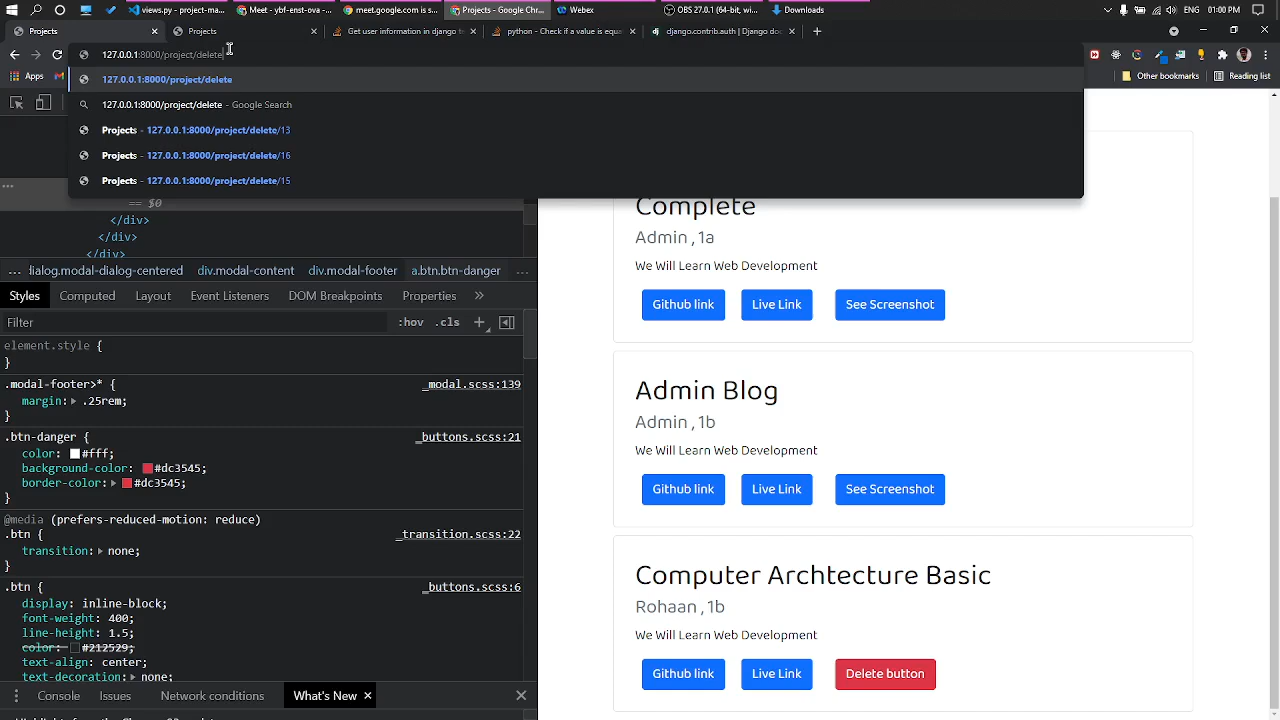 views.py - projet-ma...
Meet - ybf-enst-ova ...
meet.google.com is s...
Projects - Google Chr...
Webex
OBS 27.0.1 (64-bit, wi...
Downloads
ENG
01:00 PM
Projects
Projects
Get user information in django t
python - Check if a value is equa
django.contrib.auth | Django doc
127.0.0.1:8000/project/delete
Apps
Other bookmarks
Reading list
127.0.0.1:8000/project/delete
127.0.0.1:8000/project/delete - Google Search
Projects - 127.0.0.1:8000/project/delete/13
Projects - 127.0.0.1:8000/project/delete/16
Projects - 127.0.0.1:8000/project/delete/15
== $0
</div>
</div>
</div>
... dialog.modal-dialog-centered div.modal-content div.modal-footer a.btn.btn-danger ...
Styles Computed Layout Event Listeners DOM Breakpoints Properties »
Filter :hov .cls +
element.style {
}
.modal-footer>* { _modal.scss:139
margin: .25rem;
}
.btn-danger { _buttons.scss:21
color: #fff;
background-color: #dc3545;
border-color: #dc3545;
}
@media (prefers-reduced-motion: reduce)
.btn { _transition.scss:22
transition: none;
}
.btn { _buttons.scss:6
display: inline-block;
font-weight: 400;
line-height: 1.5;
color: #212529;
text-align: center;
text-decoration:
Console Issues Network conditions What's New ×
Complete
Admin , 1a
We Will Learn Web Development
Github link Live Link See Screenshot
Admin Blog
Admin , 1b
We Will Learn Web Development
Github link Live Link See Screenshot
Computer Archtecture Basic
Rohaan , 1b
We Will Learn Web Development
Github link Live Link Delete button